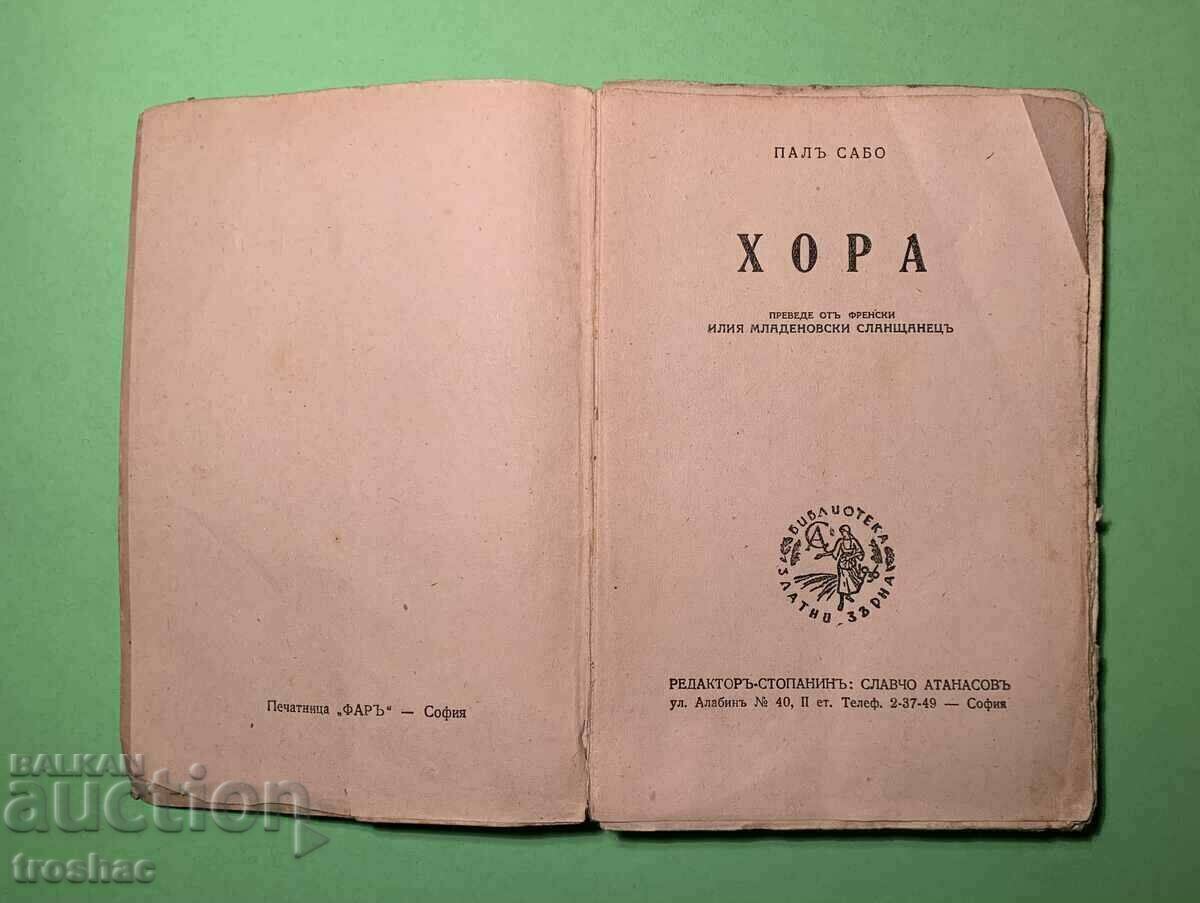 Печатница „ФАРЪ“ — София
ПАЛЪ САБО
ХОРА
ПРЕВЕДЕ ОТЪ ФРЕНСКИ
ИЛИЯ МЛАДЕНОВСКИ СЛАНЩАНЕЦЪ
БИБЛИОТЕКА
СА
ЗЛАТНИ ЗЪРНА
РЕДАКТОРЪ-СТОПАНИНЪ: СЛАВЧО АТАНАСОВЪ
ул. Алабинъ № 40, II ет. Телеф. 2-37-49 — София
BALKAN
auction
troshac